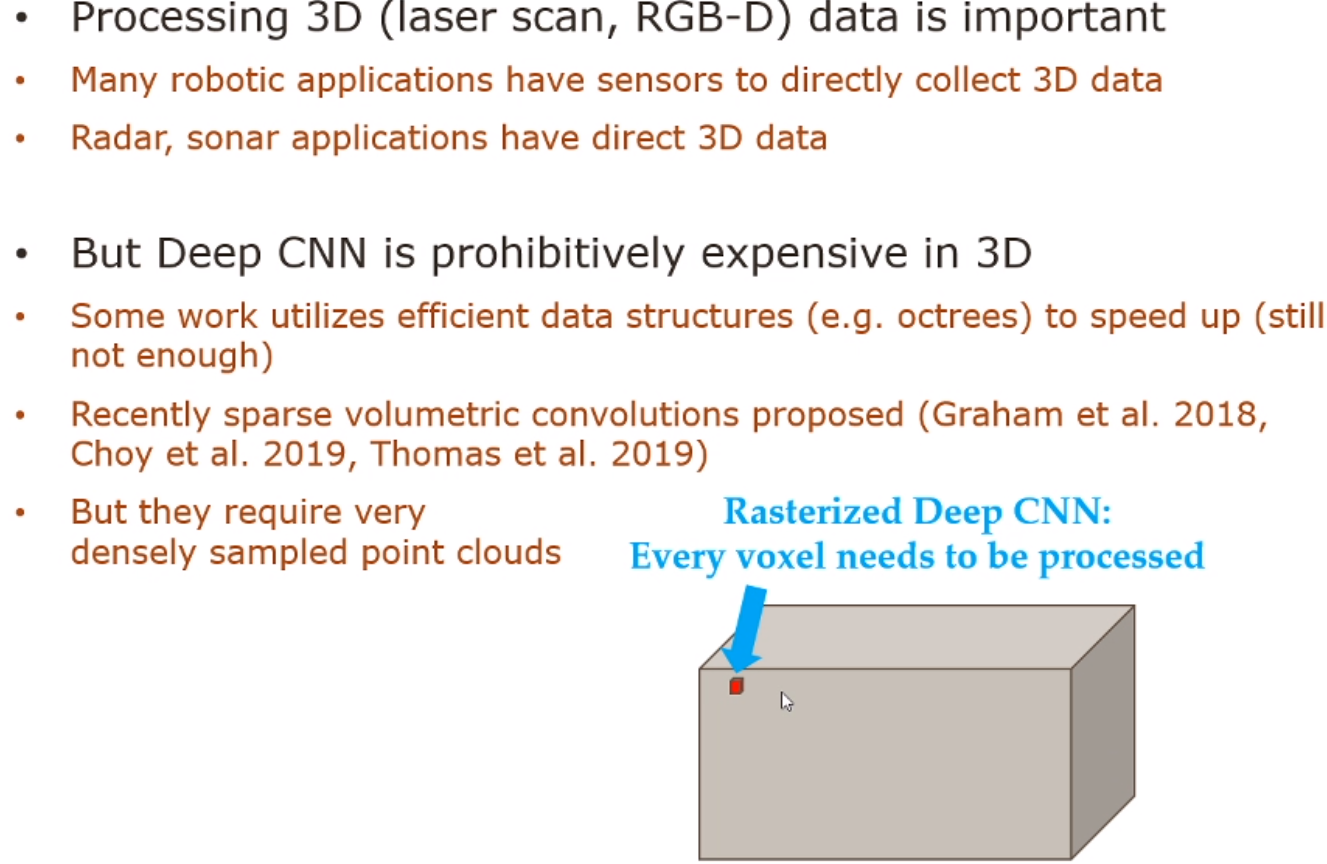 • Processing 3D (laser scan, RGB-D) data is important
• Many robotic applications have sensors to directly collect 3D data
• Radar, sonar applications have direct 3D data
• But Deep CNN is prohibitively expensive in 3D
• Some work utilizes efficient data structures (e.g. octrees) to speed up (still
not enough)
• Recently sparse volumetric convolutions proposed (Graham et al. 2018,
Choy et al. 2019, Thomas et al. 2019)
• But they require very
densely sampled point clouds
Rasterized Deep CNN:
Every voxel needs to be processed